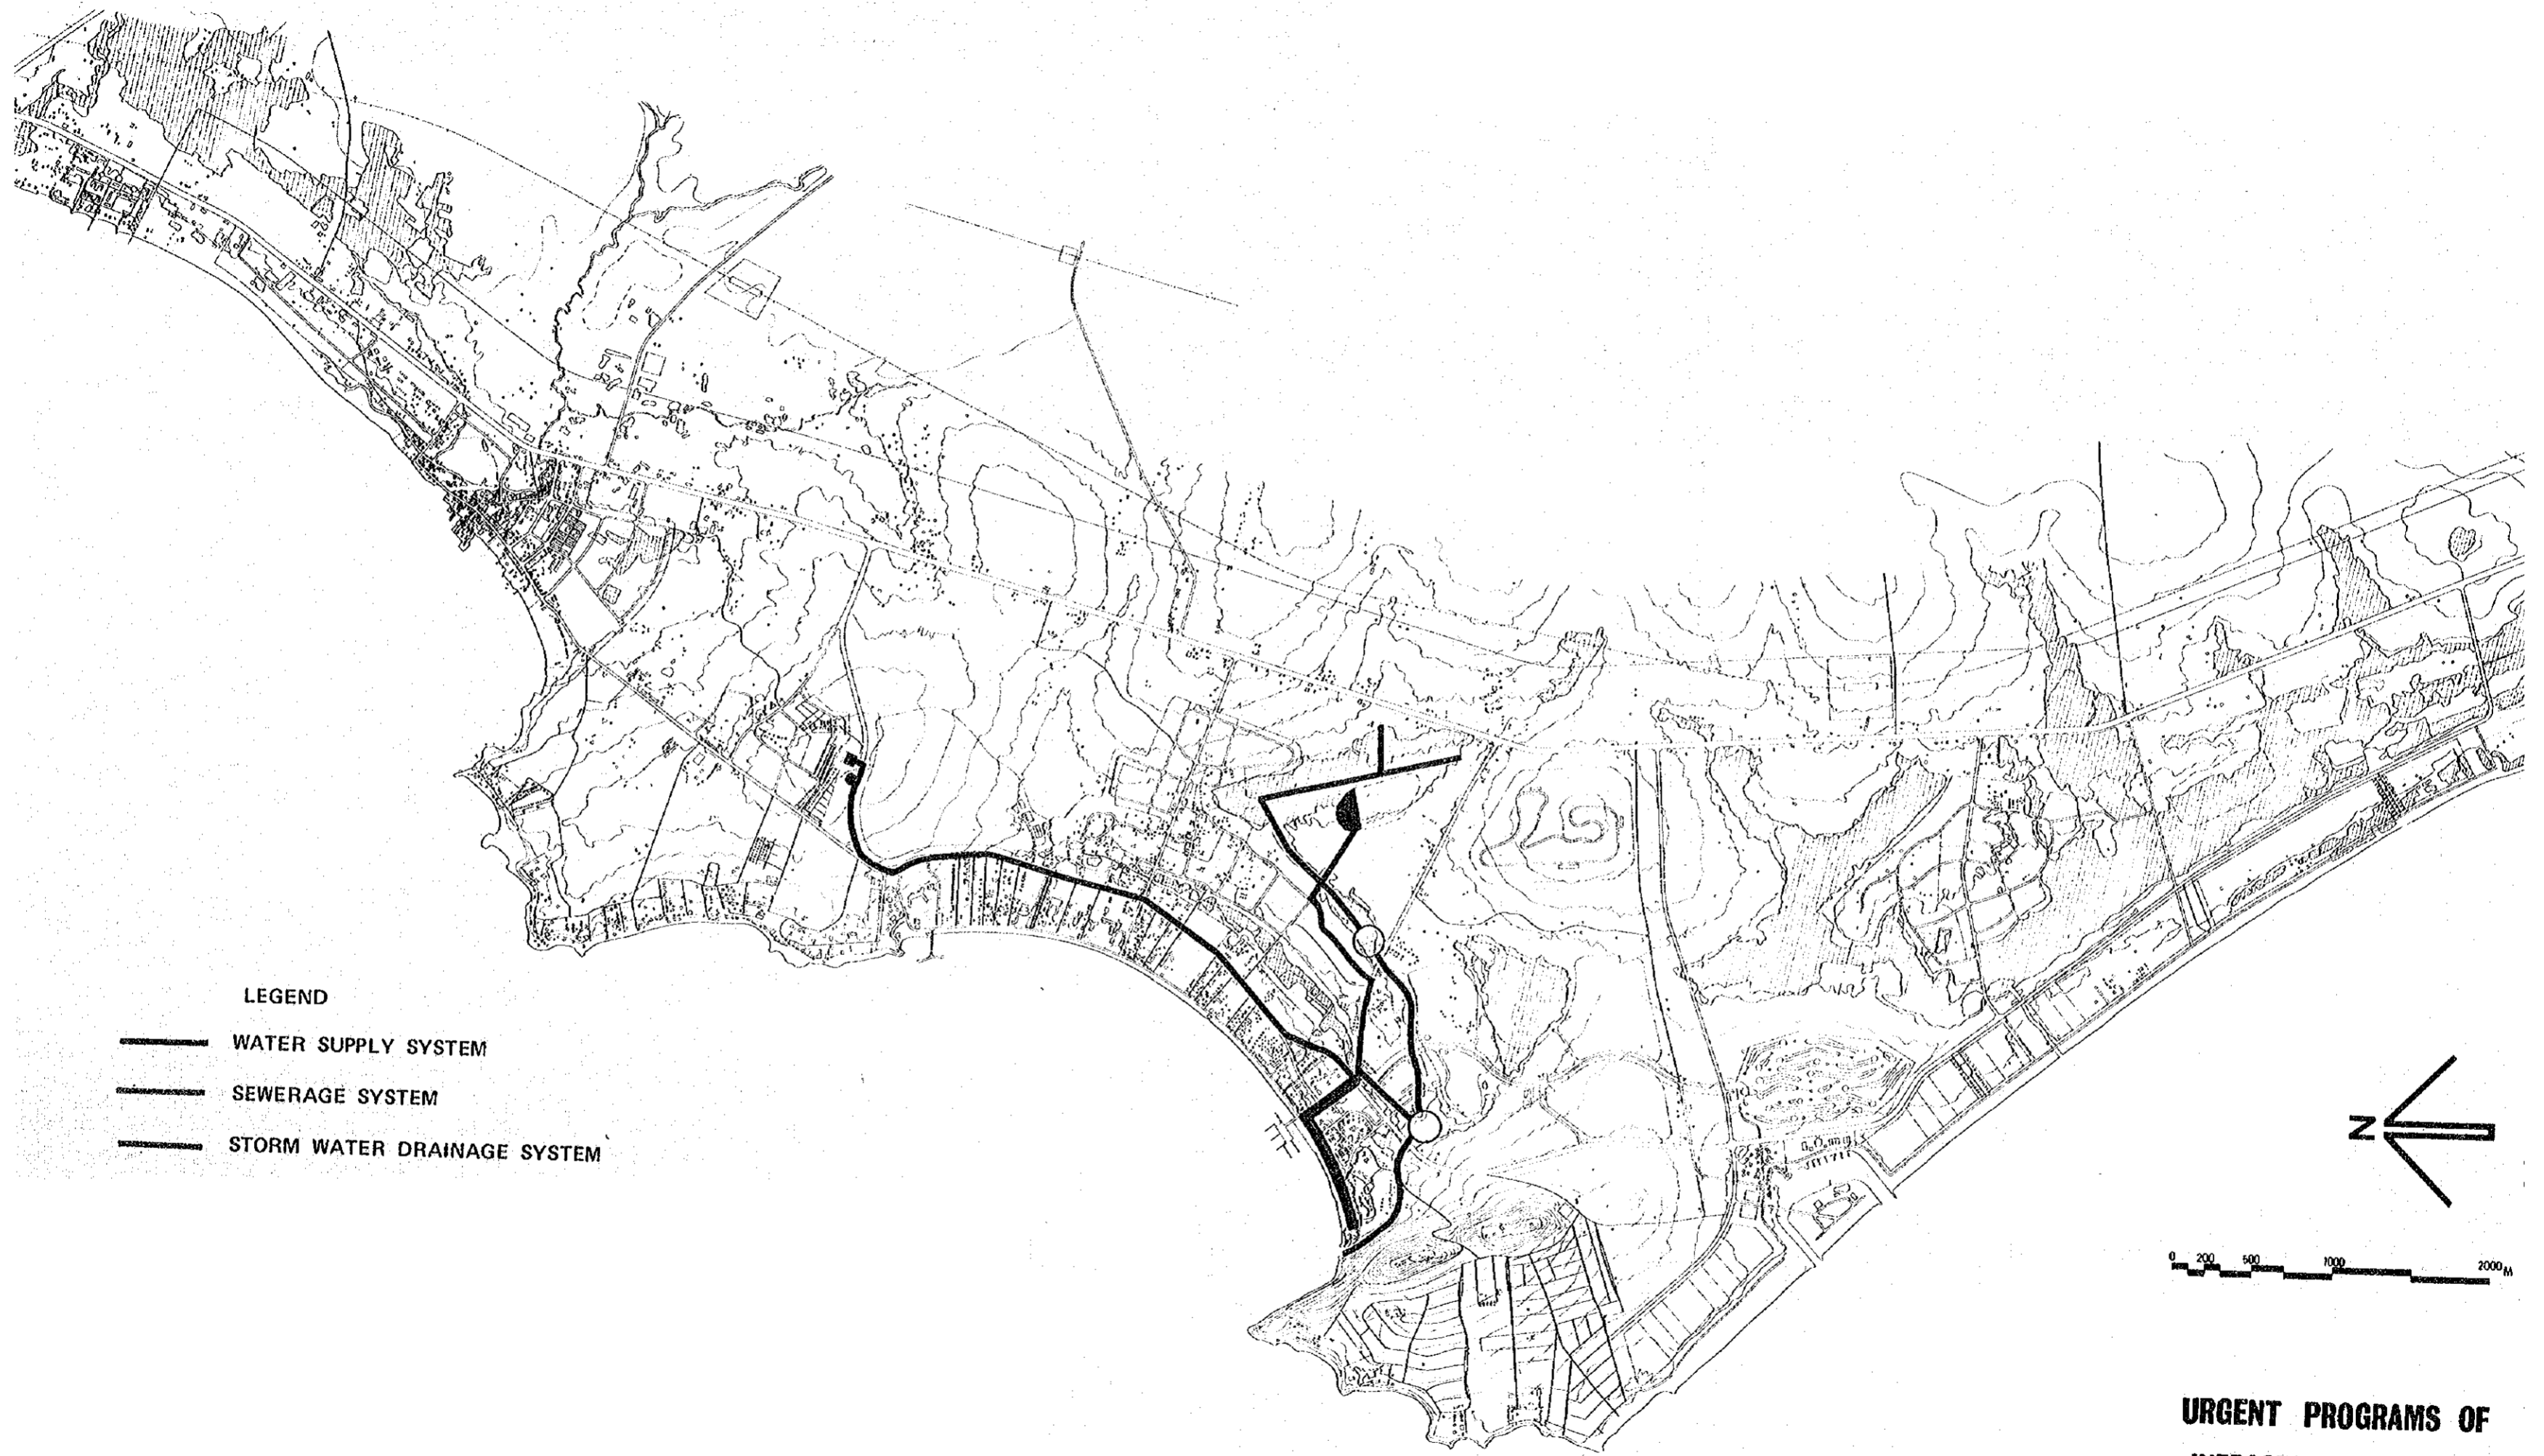 LEGEND
WATER SUPPLY SYSTEM
SEWERAGE SYSTEM
STORM WATER DRAINAGE SYSTEM
N
0 200 500 1000 2000M
URGENT PROGRAMS OF